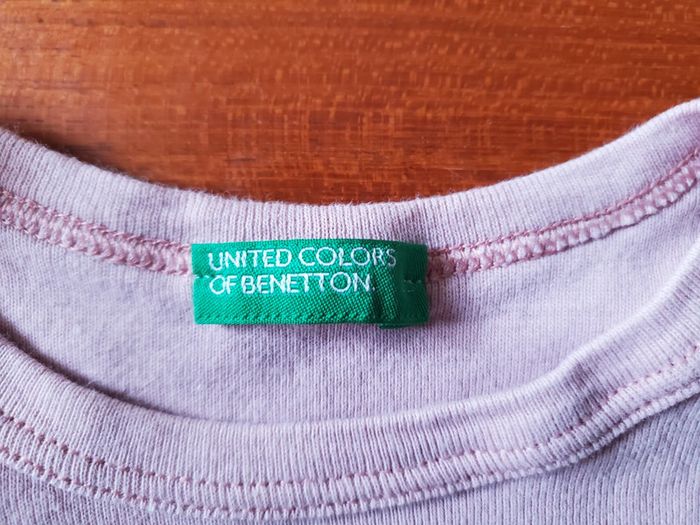 UNITED COLORS
OF BENETTON.